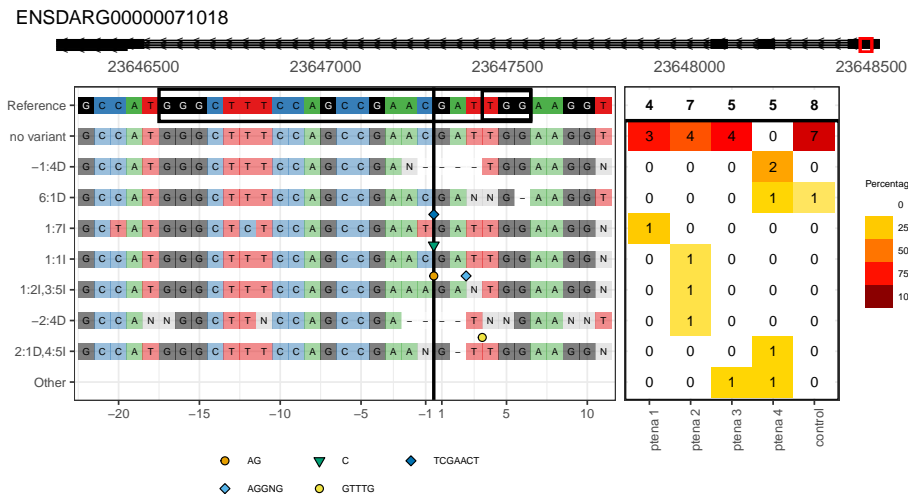 ENSDARG00000071018
23646500 23647000 23647500 23648000 23648500
Reference G C C A T G G G C T T T C C A G C C G A A C G A T T G G A A G G T 4 7 5 5 8
no variant G C C A T G G G C T T T C C A G C C G A A C G A T T G G A A G G T 3 4 4 0 7
−1:4D G C C A T G G G C T T T C C A G C C G A N - - - - T G G A A G G N 0 0 0 2 0
6:1D G C C A T G G G C T T T C C A G C C G A A C G A N N G - A A G G T 0 0 0 1 1
1:7I G C T A T G G G C T C T C C A G C C G A A T G A T T G G A A G G N 1 0 0 0 0
1:1I G C C A T G G G C T T T C C A G C C G A A C G A T T G G A A G G N 0 1 0 0 0
1:2I,3:5I G C C A T G G G C T T T C C A G C C G A A A G A N T G G A A G G N 0 1 0 0 0
−2:4D G C C A N N G G C T T N C C A G C C G A - - - - T N N G A A N N T 0 1 0 0 0
2:1D,4:5I G C C A T G G G C T T T C C A G C C G A A N G - T T G G A A G G N 0 0 0 1 0
Other 0 0 1 1 0
−20 −15 −10 −5 −1 1 5 10
ptena 1 ptena 2 ptena 3 ptena 4 control
Percentag
0
25
50
75
10
AG C TCGAACT
AGGNG GTTTG